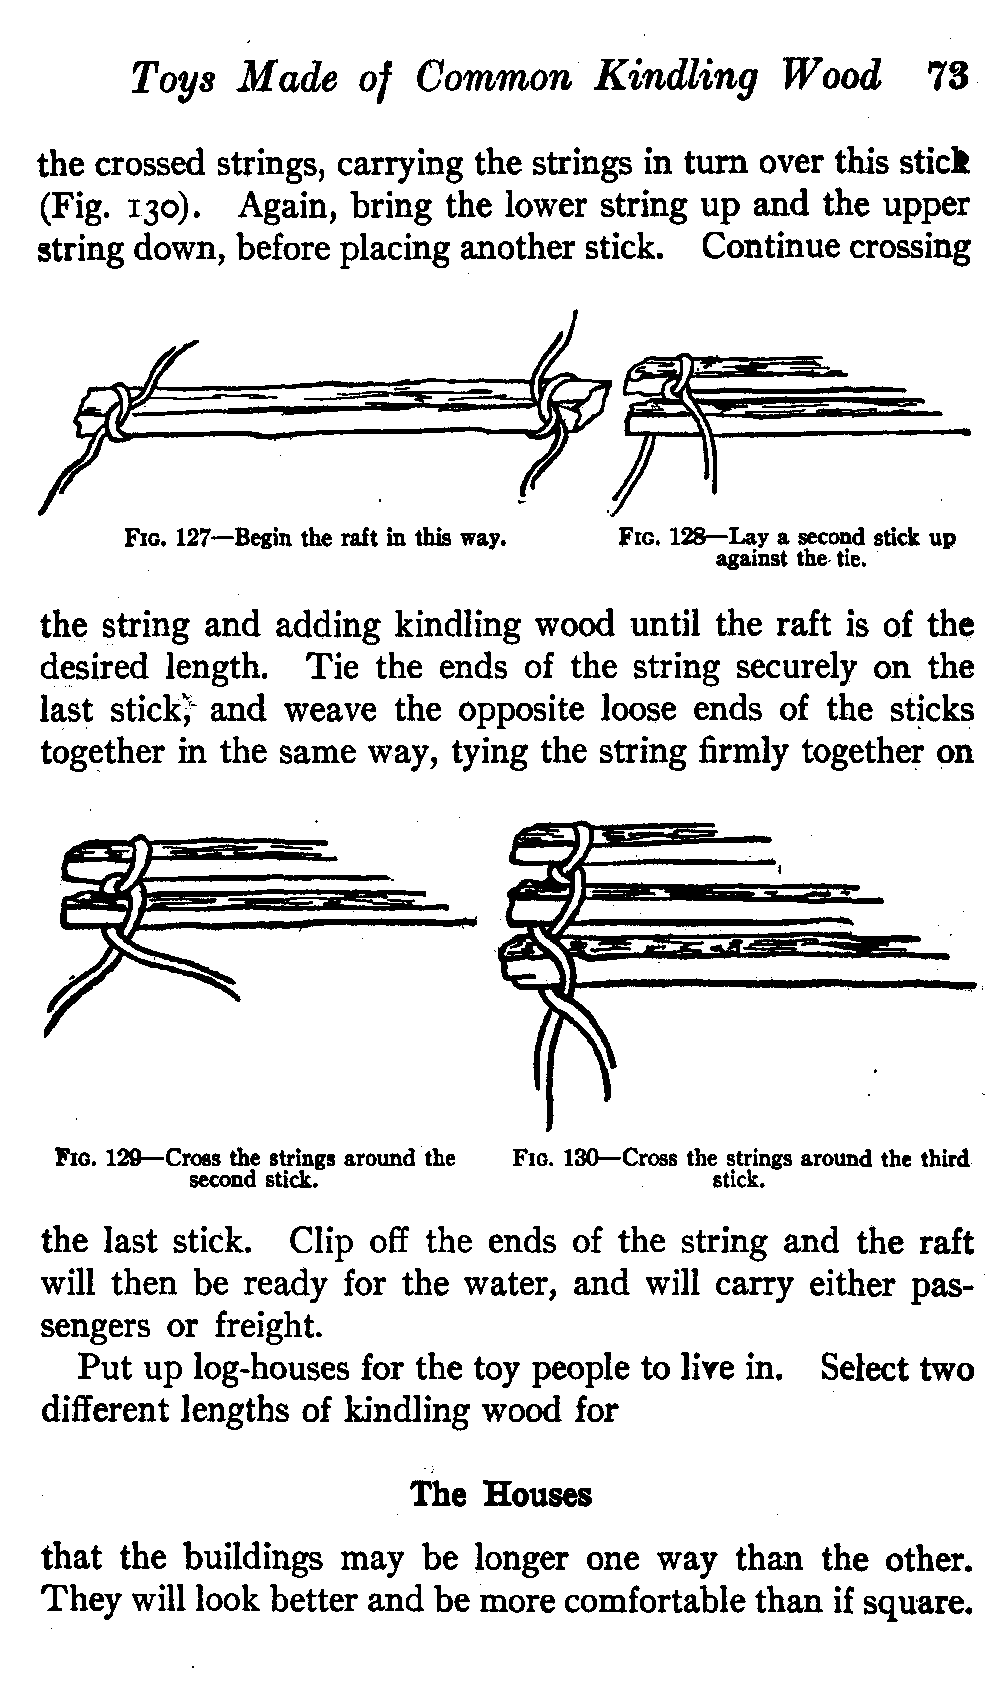 Toys Made of Common Kindling Wood 73
the crossed strings, carrying the strings in turn over this stick
(Fig. 130). Again, bring the lower string up and the upper
string down, before placing another stick. Continue crossing
FIG. 127—Begin the raft in this way.
FIG. 128—Lay a second stick up
against the tie.
the string and adding kindling wood until the raft is of the
desired length. Tie the ends of the string securely on the
last stick, and weave the opposite loose ends of the sticks
together in the same way, tying the string firmly together on
FIG. 129—Cross the strings around the
second stick.
FIG. 130—Cross the strings around the third
stick.
the last stick. Clip off the ends of the string and the raft
will then be ready for the water, and will carry either pas-
sengers or freight.
Put up log-houses for the toy people to live in. Select two
different lengths of kindling wood for
The Houses
that the buildings may be longer one way than the other.
They will look better and be more comfortable than if square.